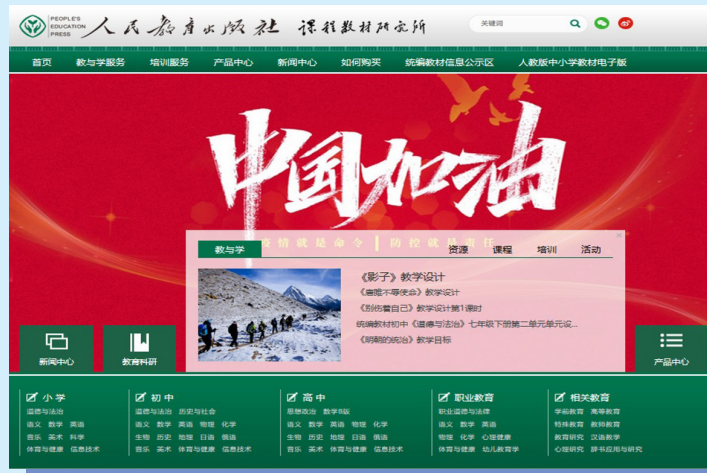 PEOPLE'S
EDUCATION
PRESS
人民教育出版社 课程教材研究所
关键词
首页 教与学服务 培训服务 产品中心 新闻中心 如何购买 统编教材信息公示区 人教版中小学教材电子版
中国加油
疫情就是命令 防控就是责任
教与学 资源 课程 培训 活动
《影子》教学设计
《唐雎不辱使命》教学设计
《别伤着自己》教学设计第1课时
统编教材初中《道德与法治》七年级下册第二单元单元设...
《明朝的统治》教学目标
新闻中心 教育科研 产品中心
小学 初中 高中 职业教育 相关教育
道德与法治 道德与法治 历史与社会 思想政治 数学B版 职业道德与法律 学前教育 高等教育
语文 数学 英语 语文 数学 英语 物理 化学 语文 数学 英语 物理 化学 语文 数学 英语 特殊教育 教师教育
音乐 美术 科学 生物 历史 地理 日语 俄语 生物 历史 地理 日语 俄语 物理 化学 心理健康 教育研究 汉语教学
体育与健康 信息技术 音乐 美术 体育与健康 信息技术 音乐 美术 体育与健康 信息技术 体育与健康 幼儿教育学 心理研究 辞书应用与研究